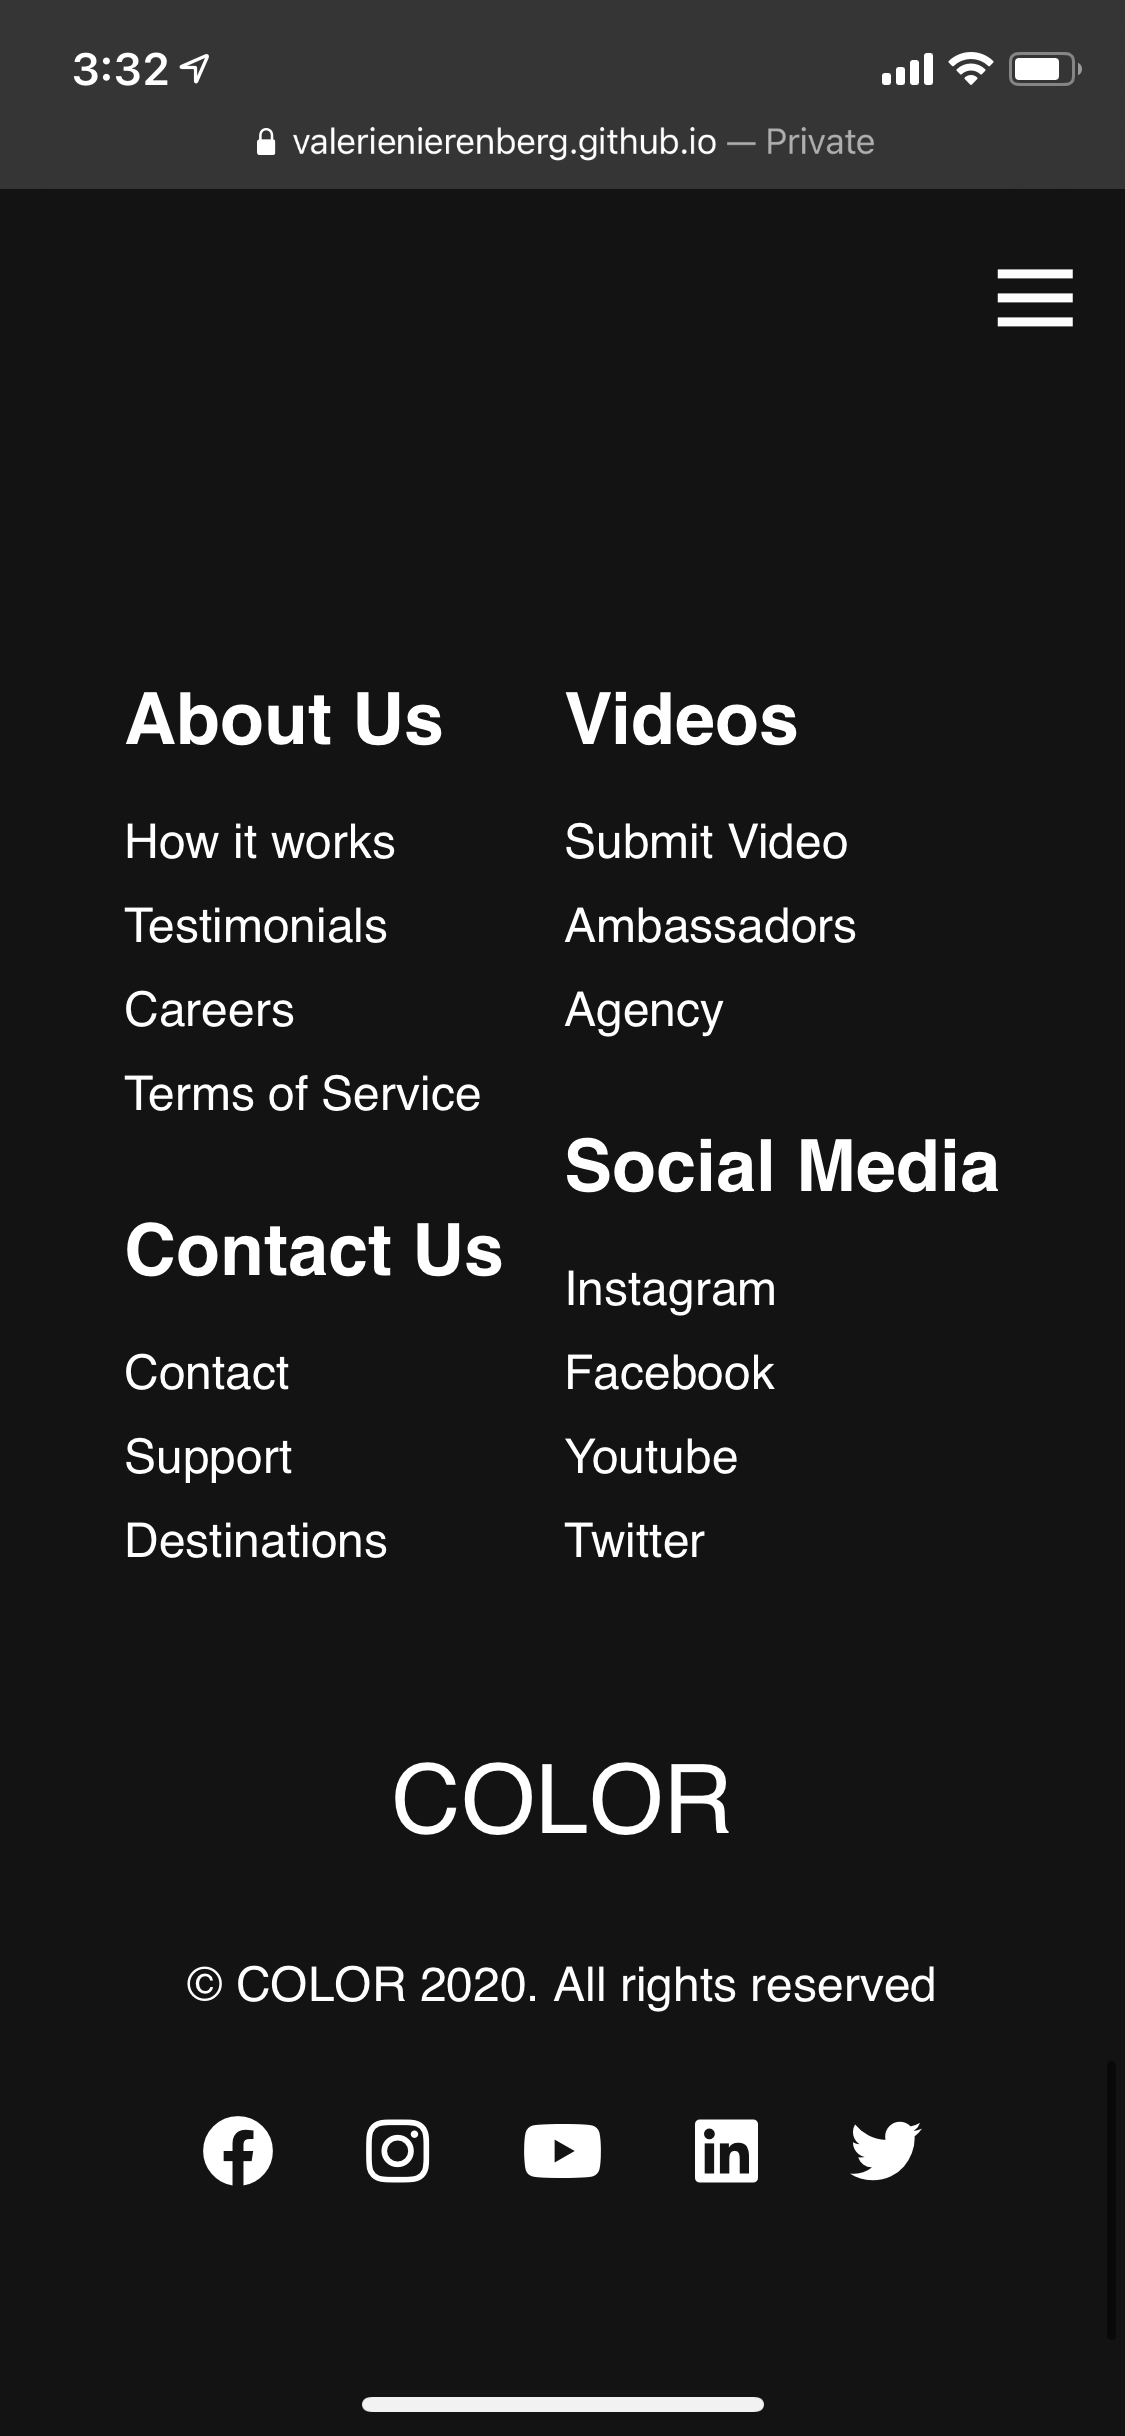 3:32
valerienierenberg.github.io — Private
About Us
How it works
Testimonials
Careers
Terms of Service
Contact Us
Contact
Support
Destinations
Videos
Submit Video
Ambassadors
Agency
Social Media
Instagram
Facebook
Youtube
Twitter
COLOR
© COLOR 2020. All rights reserved